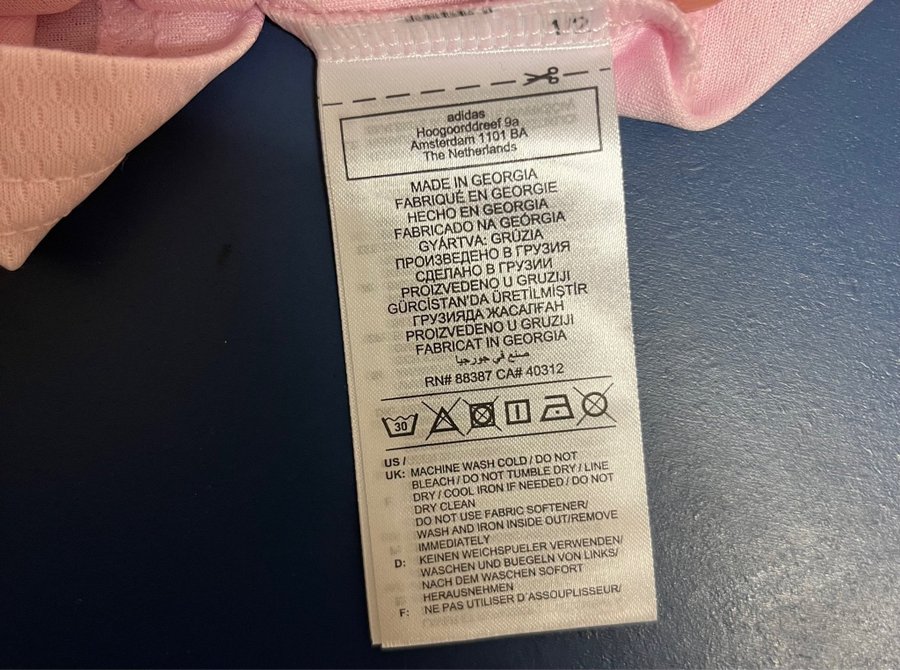 1/2
adidas
Hoogoorddreef 9a
Amsterdam 1101 BA
The Netherlands
MADE IN GEORGIA
FABRIQUÉ EN GEORGIE
HECHO EN GEORGIA
FABRICADO NA GEÓRGIA
GYÁRTVA: GRÚZIA
ПРОИЗВЕДЕНО В ГРУЗИЯ
СДЕЛАНО В ГРУЗИИ
PROIZVEDENO U GRUZIJI
GÜRCİSTAN'DA ÜRETİLMİŞTİR
ГРУЗИЯДА ЖАСАЛҒАН
PROIZVEDENO U GRUZIJI
FABRICAT IN GEORGIA
صنع في جورجيا
RN# 88387 CA# 40312
30
US /
UK: MACHINE WASH COLD / DO NOT
BLEACH / DO NOT TUMBLE DRY / LINE
DRY / COOL IRON IF NEEDED / DO NOT
DRY CLEAN
DO NOT USE FABRIC SOFTENER/
WASH AND IRON INSIDE OUT/REMOVE
IMMEDIATELY
D: KEINEN WEICHSPUELER VERWENDEN/
WASCHEN UND BUEGELN VON LINKS/
NACH DEM WASCHEN SOFORT
HERAUSNEHMEN
F: NE PAS UTILISER D'ASSOUPLISSEUR/